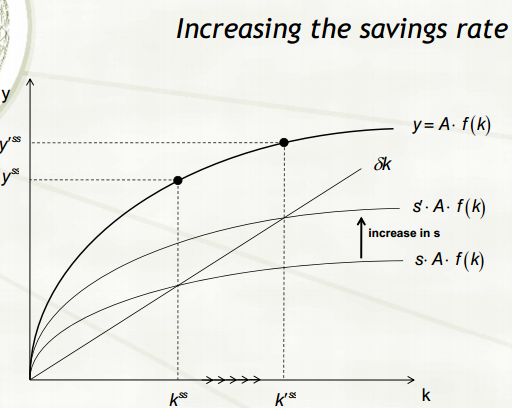 Increasing the savings rate
y
y = A· f (k)
y'ˢˢ
δk
yˢˢ
s'· A· f (k)
increase in s
s· A· f (k)
kˢˢ
k'ˢˢ
k